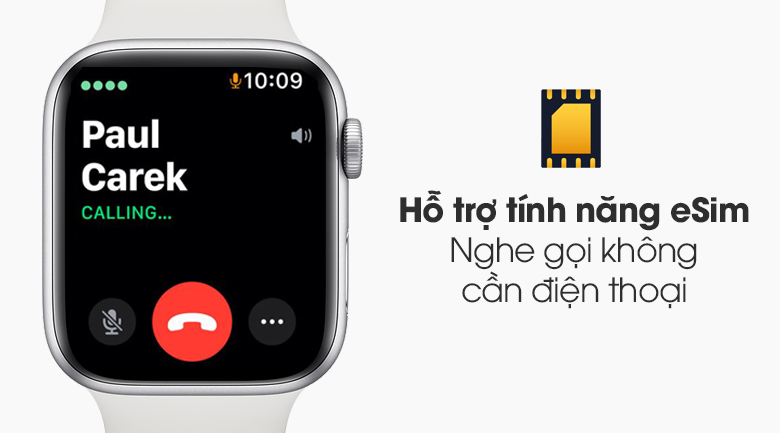 10:09
Paul
Carek
CALLING...
Hỗ trợ tính năng eSim
Nghe gọi không
cần điện thoại